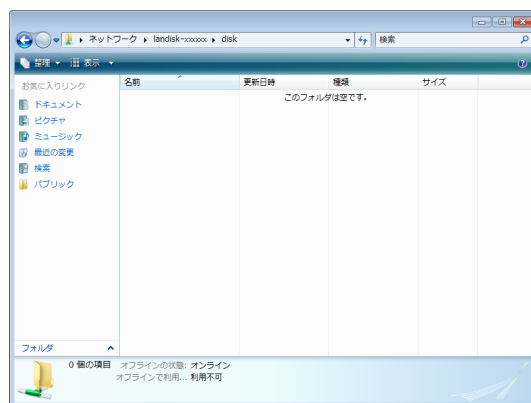 ネットワーク landisk-xxxxxx disk
検索
整理 表示
お気に入りリンク
名前 更新日時 種類 サイズ
このフォルダは空です。
ドキュメント
ピクチャ
ミュージック
最近の変更
検索
パブリック
フォルダ
0 個の項目 オフラインの状態: オンライン
オフラインで利用... 利用不可